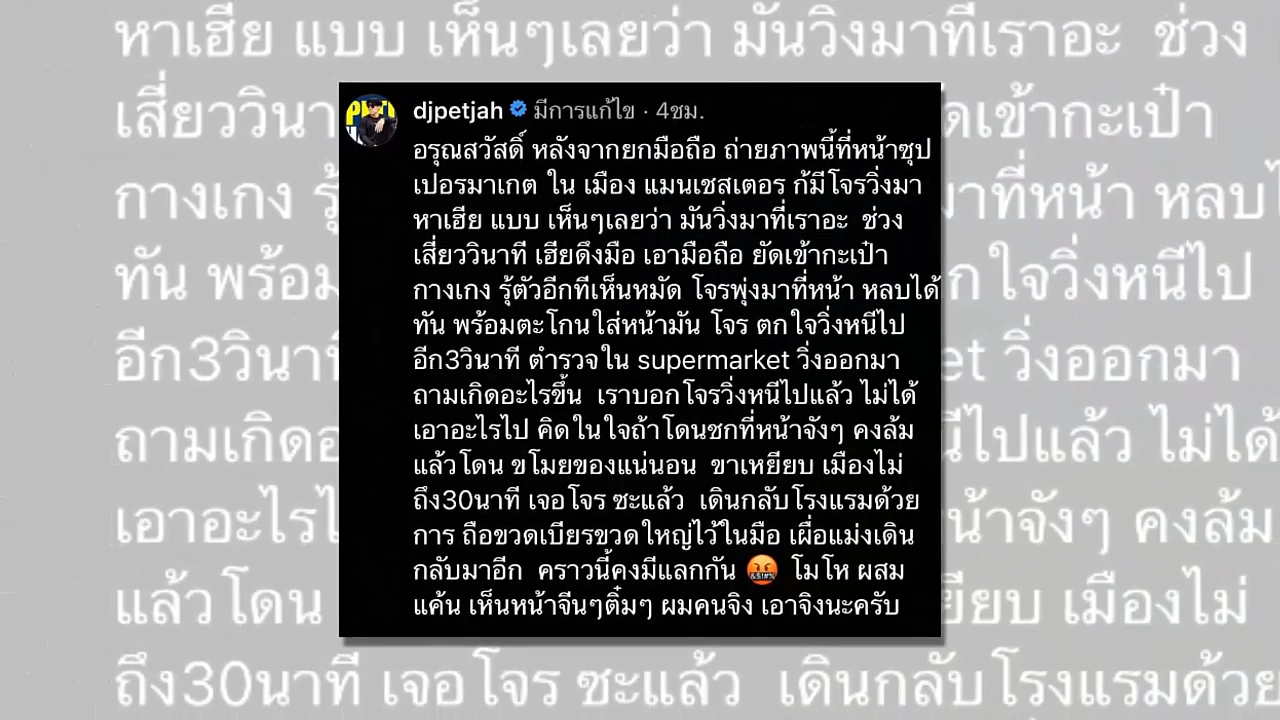 djpetjah มีการแก้ไข · 4ชม.
อรุณสวัสดิ์ หลังจากยกมือถือ ถ่ายภาพนี้ที่หน้าซุป
เปอรมาเกต ใน เมือง แมนเชสเตอร ก้มีโจรวิ่งมา
หาเฮีย แบบ เห็นๆเลยว่า มันวิ่งมาที่เราอะ ช่วง
เสี่ยววินาที เฮียดึงมือ เอามือถือ ยัดเข้ากะเป๋า
กางเกง รู้ตัวอีกทีเห็นหมัด โจรพุ่งมาที่หน้า หลบได้
ทัน พร้อมตะโกนใส่หน้ามัน โจร ตกใจวิ่งหนีไป
อีก3วินาที ตำรวจใน supermarket วิ่งออกมา
ถามเกิดอะไรขึ้น เราบอกโจรวิ่งหนีไปแล้ว ไม่ได้
เอาอะไรไป คิดในใจถ้าโดนชกที่หน้าจังๆ คงล้ม
แล้วโดน ขโมยของแน่นอน ขาเหยียบ เมืองไม่
ถึง30นาที เจอโจร ซะแล้ว เดินกลับโรงแรมด้วย
การ ถือขวดเบียรขวดใหญ่ไว้ในมือ เผื่อแม่งเดิน
กลับมาอีก คราวนี้คงมีแลกกัน 🤬 โมโห ผสม
แค้น เห็นหน้าจีนๆติ๋มๆ ผมคนจิง เอาจิงนะครับ